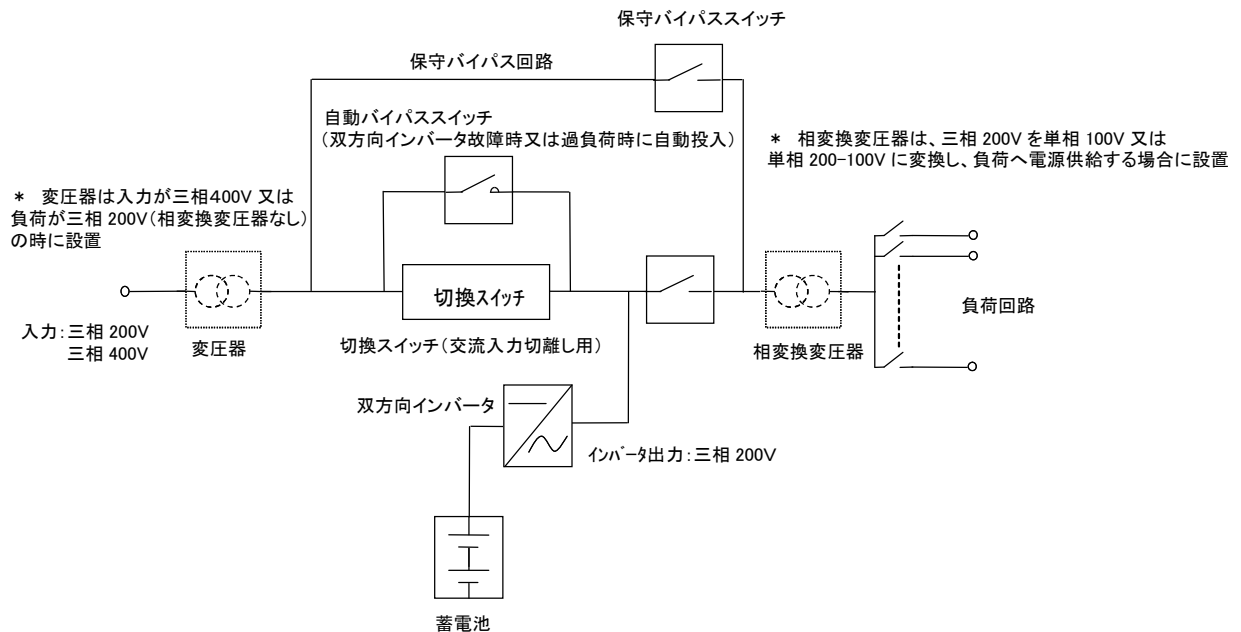 保守バイパススイッチ
保守バイパス回路
自動バイパススイッチ
（双方向インバータ故障時又は過負荷時に自動投入）
＊ 相変換変圧器は、三相 200V を単相 100V 又は
単相 200-100V に変換し、負荷へ電源供給する場合に設置
＊ 変圧器は入力が三相400V 又は
負荷が三相 200V（相変換変圧器なし）
の時に設置
切換スイッチ
負荷回路
入力：三相 200V
三相 400V
変圧器
切換スイッチ（交流入力切離し用）
相変換変圧器
双方向インバータ
ｲﾝﾊﾞｰﾀ出力：三相 200V
蓄電池